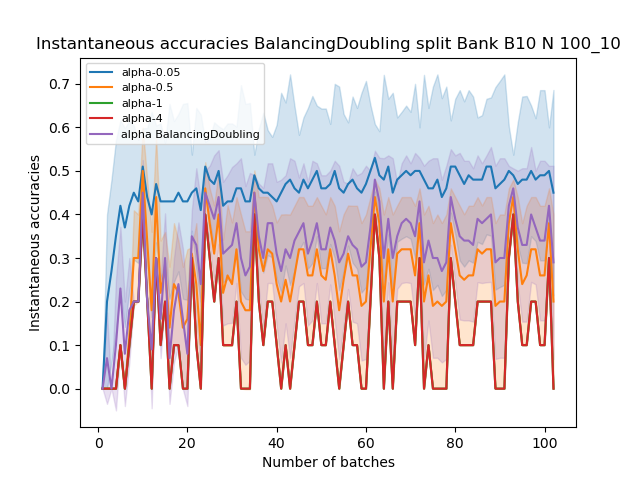 Instantaneous accuracies BalancingDoubling split Bank B10 N 100_10
alpha-0.05
alpha-0.5
alpha-1
alpha-4
alpha BalancingDoubling
Instantaneous accuracies
0.7
0.6
0.5
0.4
0.3
0.2
0.1
0.0
0 20 40 60 80 100
Number of batches